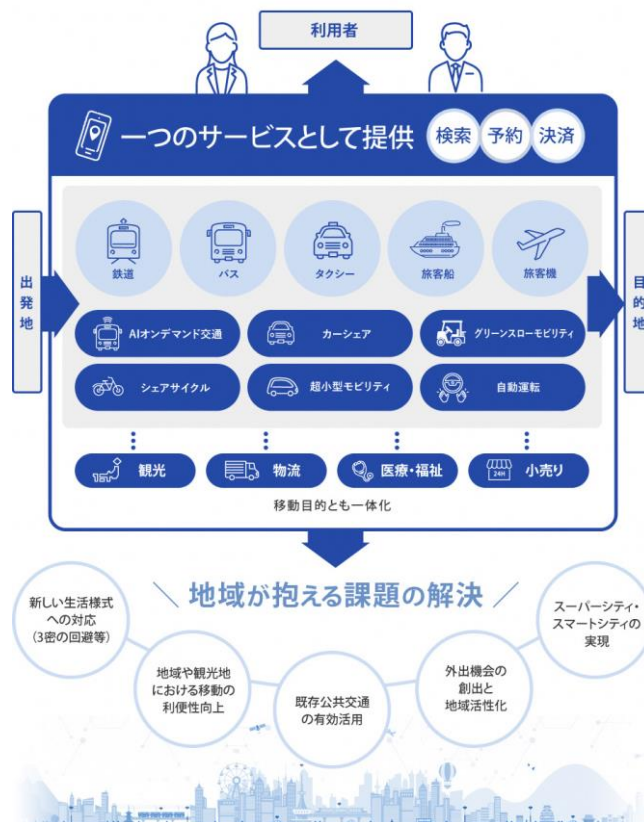 利用者
一つのサービスとして提供
検索
予約
決済
出発地
目的地
鉄道
バス
タクシー
旅客船
旅客機
AIオンデマンド交通
カーシェア
グリーンスローモビリティ
シェアサイクル
超小型モビリティ
自動運転
観光
物流
24H
医療・福祉
小売り
移動目的とも一体化
地域が抱える課題の解決
新しい生活様式
への対応
(3密の回避等)
地域や観光地
における移動の
利便性向上
既存公共交通
の有効活用
外出機会の
創出と
地域活性化
スーパーシティ・
スマートシティの
実現